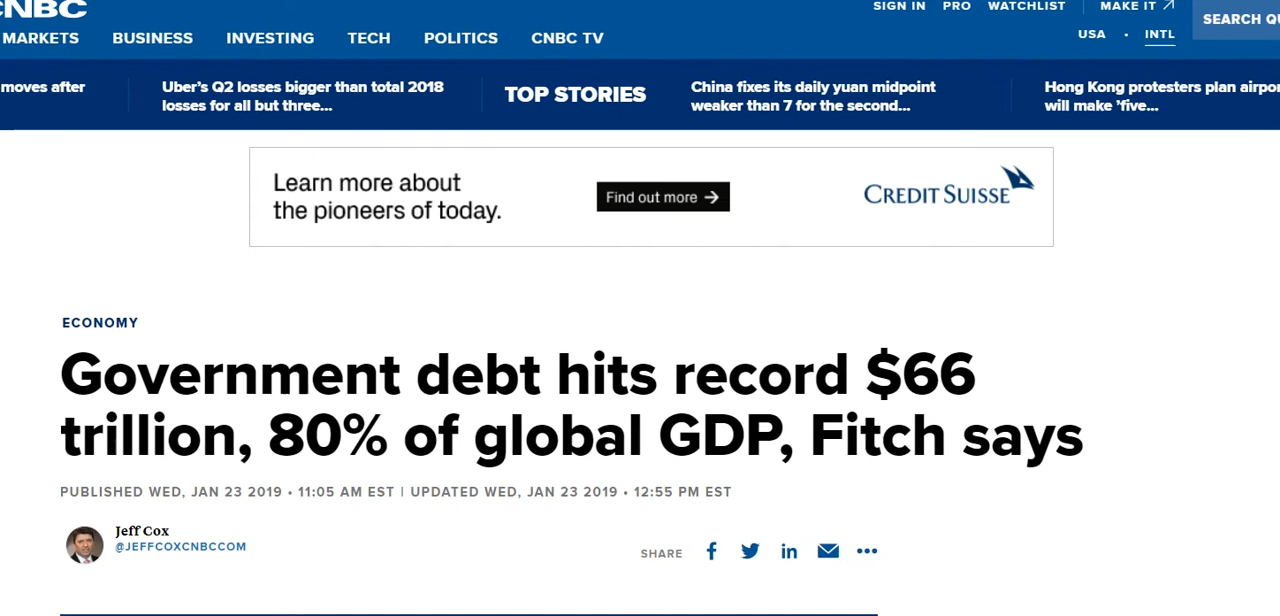 CNBC
SIGN IN PRO WATCHLIST MAKE IT
SEARCH
MARKETS BUSINESS INVESTING TECH POLITICS CNBC TV
USA • INTL
moves after
Uber’s Q2 losses bigger than total 2018
losses for all but three...
TOP STORIES
China fixes its daily yuan midpoint
weaker than 7 for the second...
Hong Kong protesters plan
will make ’five...
Learn more about
the pioneers of today.
Find out more →
CREDIT SUISSE
ECONOMY
Government debt hits record $66
trillion, 80% of global GDP, Fitch says
PUBLISHED WED, JAN 23 2019 • 11:05 AM EST | UPDATED WED, JAN 23 2019 • 12:55 PM EST
Jeff Cox
@JEFFCOXCNBCCOM
SHARE